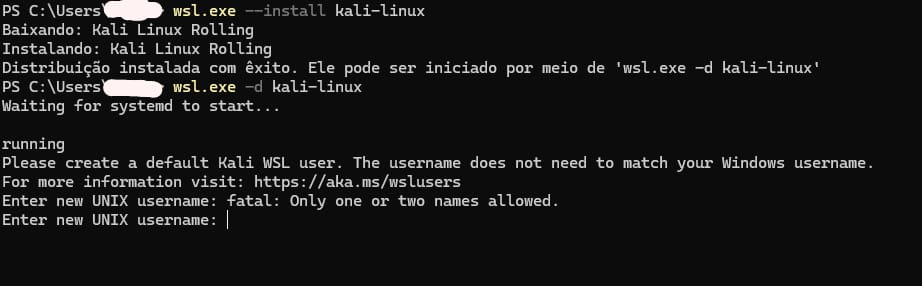 PS C:\Users wsl.exe --install kali-linux
Baixando: Kali Linux Rolling
Instalando: Kali Linux Rolling
Distribuição instalada com êxito. Ele pode ser iniciado por meio de 'wsl.exe -d kali-linux'
PS C:\Users wsl.exe -d kali-linux
Waiting for systemd to start...
running
Please create a default Kali WSL user. The username does not need to match your Windows username.
For more information visit: https://aka.ms/wslusers
Enter new UNIX username: fatal: Only one or two names allowed.
Enter new UNIX username: